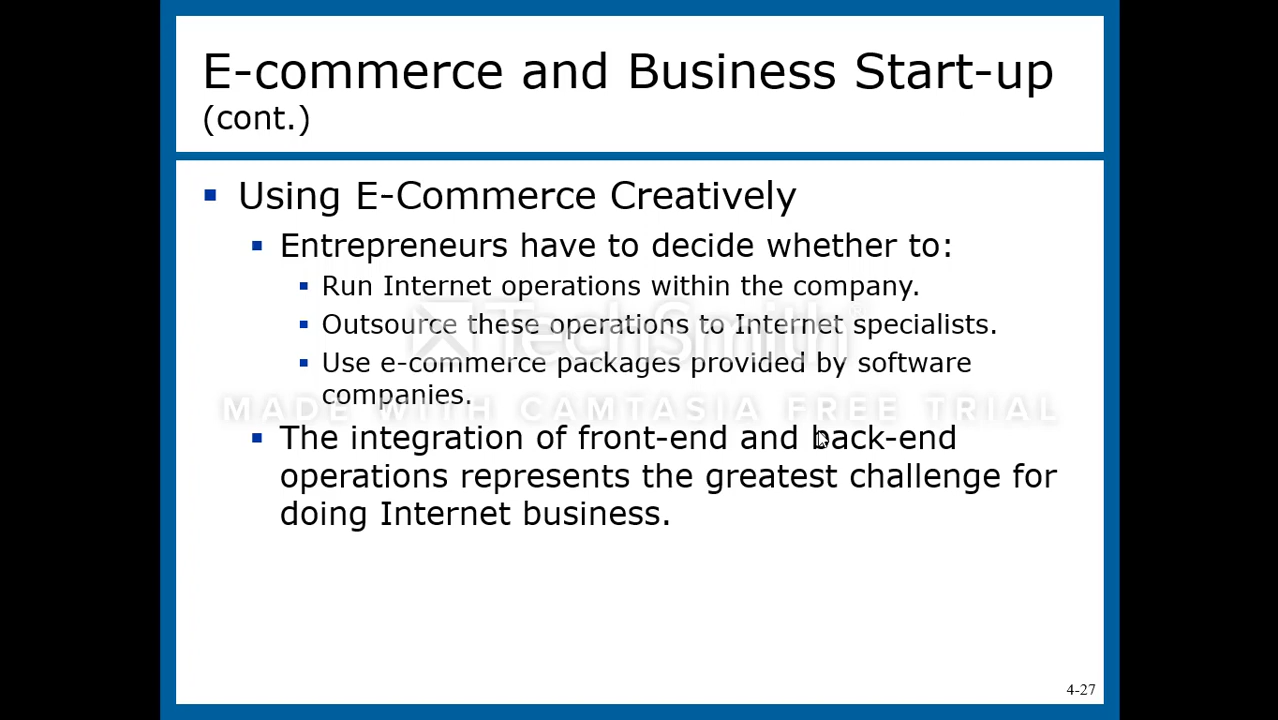 E-commerce and Business Start-up
(cont.)
Using E-Commerce Creatively
Entrepreneurs have to decide whether to:
Run Internet operations within the company.
Outsource these operations to Internet specialists.
Use e-commerce packages provided by software
companies.
TechSmith
MADE WITH CAMTASIA FREE TRIAL
The integration of front-end and back-end
operations represents the greatest challenge for
doing Internet business.
4-27